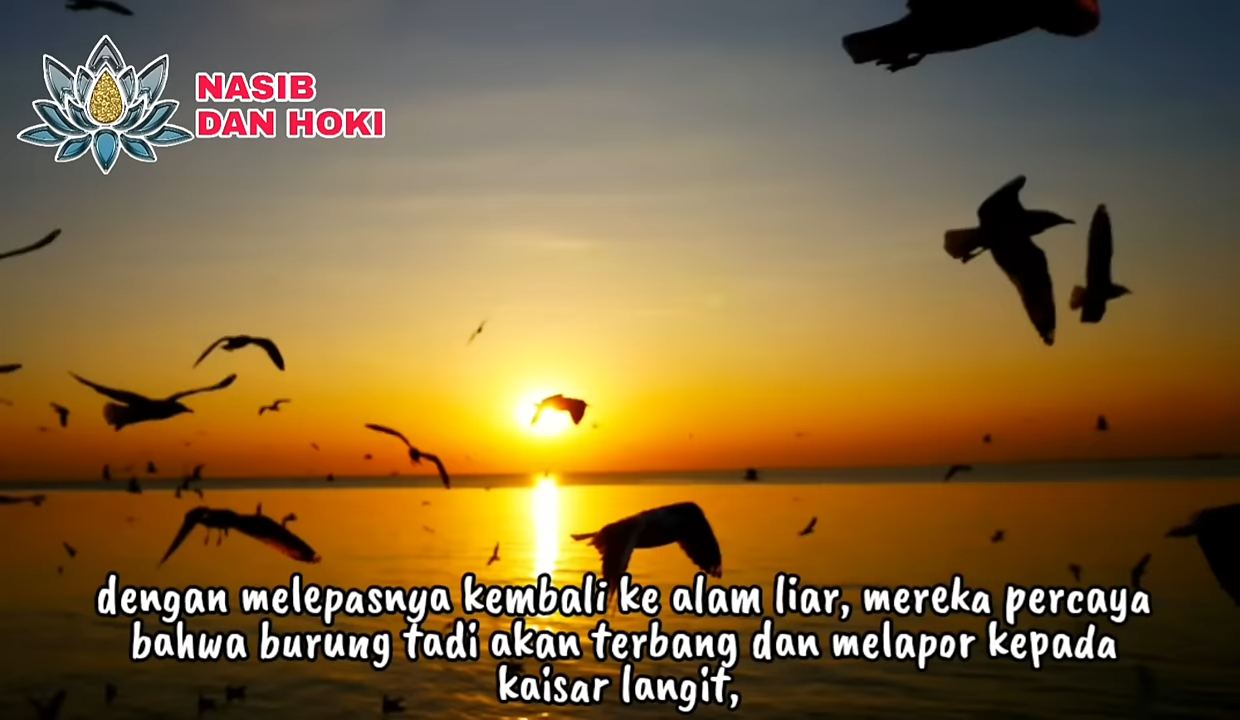 NASIB
DAN HOKI
dengan melepasnya kembali ke alam liar, mereka percaya
bahwa burung tadi akan terbang dan melapor kepada
kaisar langit,